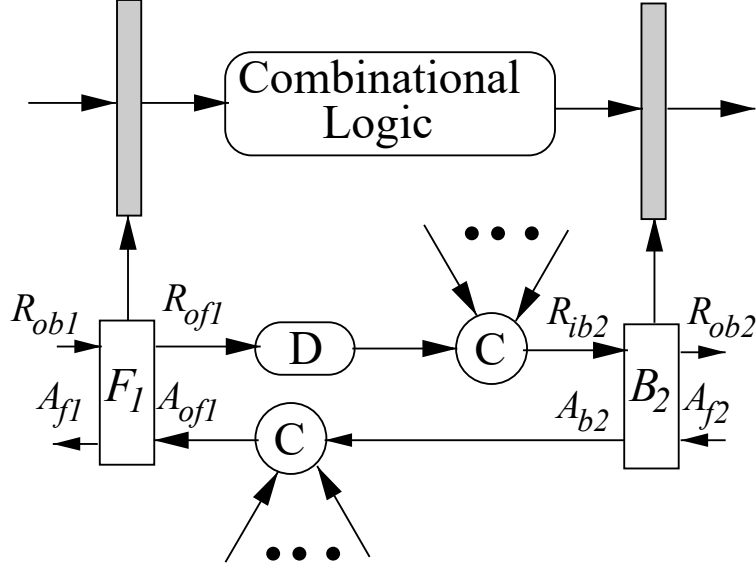 Combinational
Logic
R_ob1 R_of1 D C R_ib2 R_ob2
F_1 B_2
A_f1 A_of1 C A_b2 A_f2